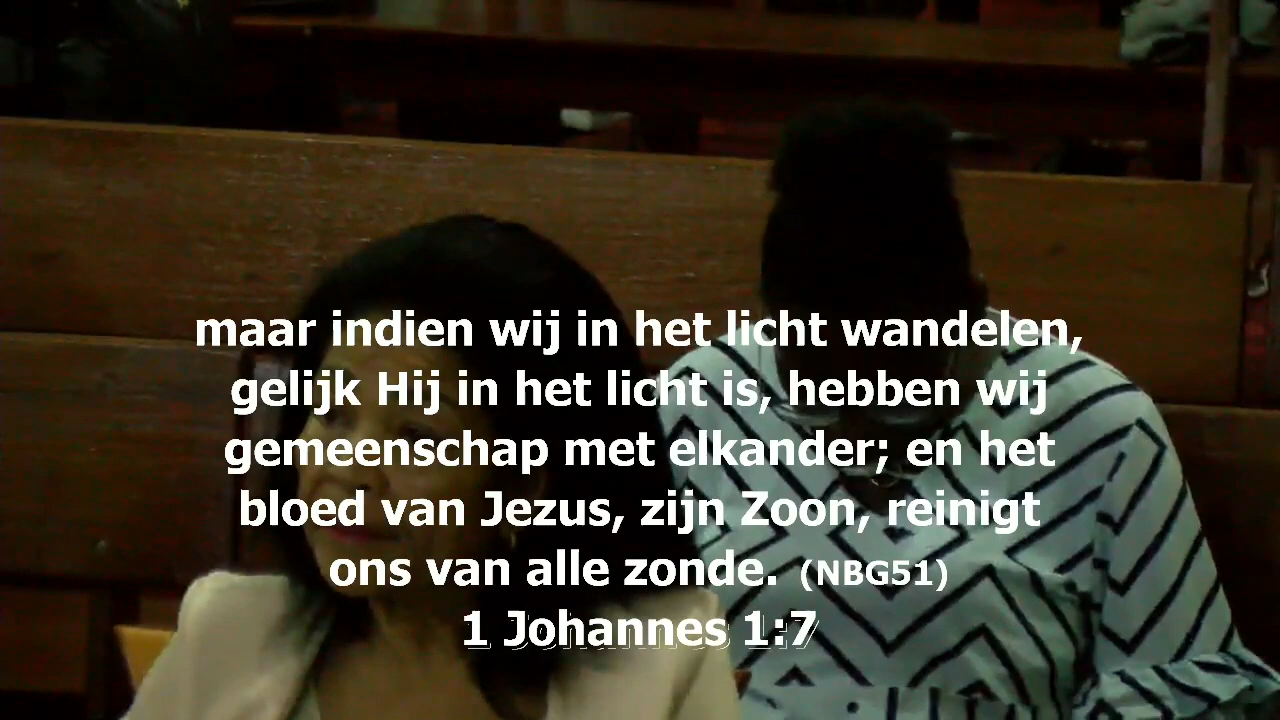 maar indien wij in het licht wandelen,
gelijk Hij in het licht is, hebben wij
gemeenschap met elkander; en het
bloed van Jezus, zijn Zoon, reinigt
ons van alle zonde. (NBG51)
1 Johannes 1:7